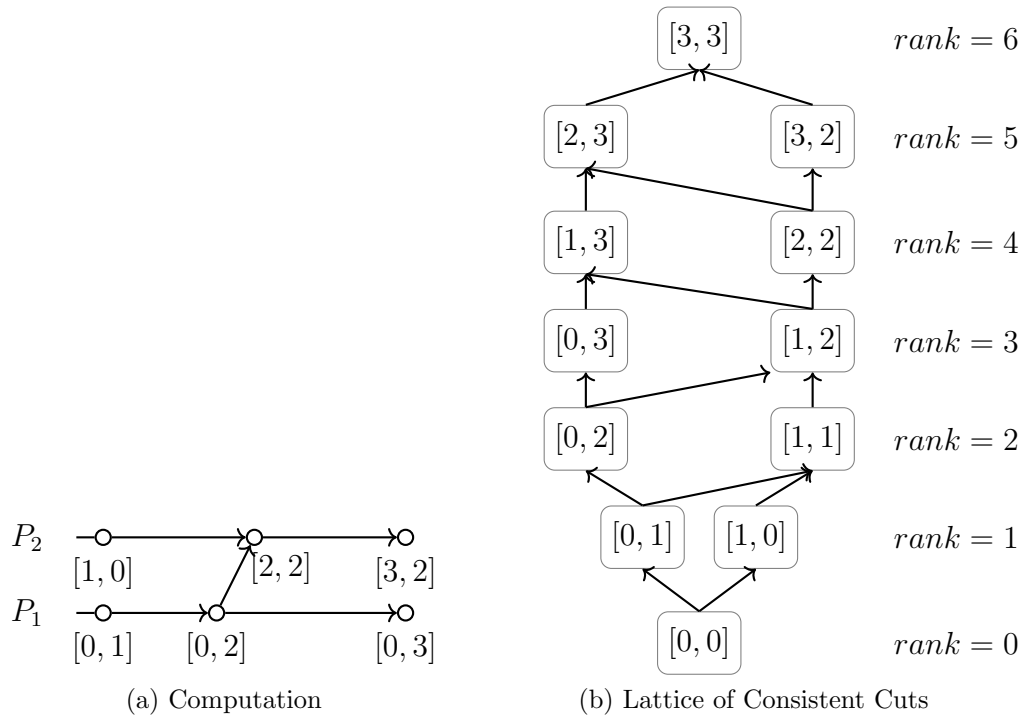 [3, 3] rank = 6
[2, 3] [3, 2] rank = 5
[1, 3] [2, 2] rank = 4
[0, 3] [1, 2] rank = 3
[0, 2] [1, 1] rank = 2
[0, 1] [1, 0] rank = 1
[0, 0] rank = 0
P2
[1, 0] [2, 2] [3, 2]
P1
[0, 1] [0, 2] [0, 3]
(a) Computation
(b) Lattice of Consistent Cuts